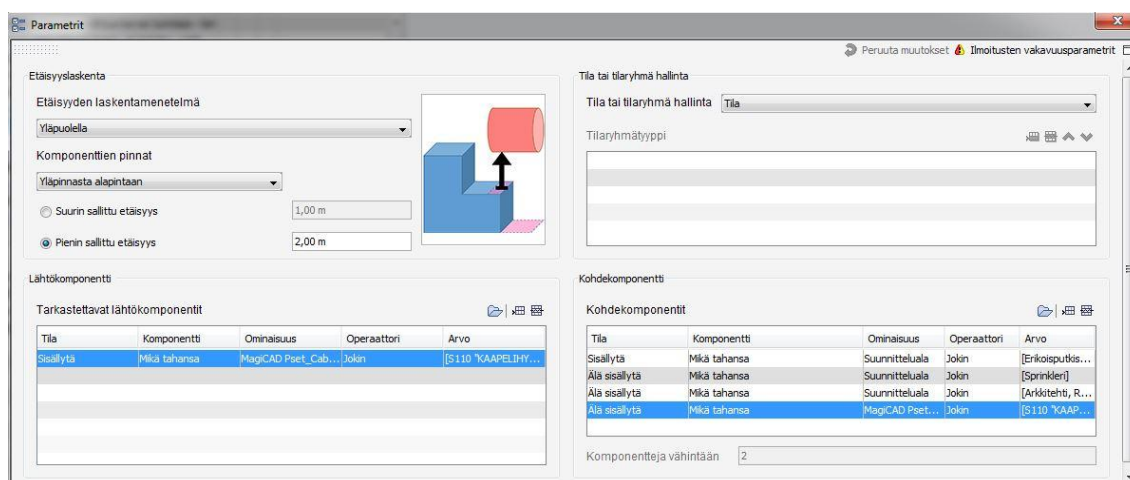 Parametrit
Peruuta muutokset Ilmoitusten vakavuusparametrit
Etäisyyslaskenta
Etäisyyden laskentamenetelmä
Yläpuolella
Komponenttien pinnat
Yläpinnasta alapintaan
Suurin sallittu etäisyys 1,00 m
Pienin sallittu etäisyys 2,00 m
Tila tai tilaryhmä hallinta
Tila tai tilaryhmä hallinta Tila
Tilaryhmätyyppi
Lähtökomponentti
Tarkastettavat lähtökomponentit
Tila Komponentti Ominaisuus Operaattori Arvo
Sisällytä Mikä tahansa MagiCAD Pset_Cab... Jokin [S110 "KAAPELIHY...
Kohdekomponentti
Kohdekomponentit
Tila Komponentti Ominaisuus Operaattori Arvo
Sisällytä Mikä tahansa Suunnitteluala Jokin [Erikoisputkis...
Älä sisällytä Mikä tahansa Suunnitteluala Jokin [Sprinkleri]
Älä sisällytä Mikä tahansa Suunnitteluala Jokin [Arkkitehti, R...
Älä sisällytä Mikä tahansa MagiCAD Pset... Jokin [S110 "KAAP...
Komponentteja vähintään 2